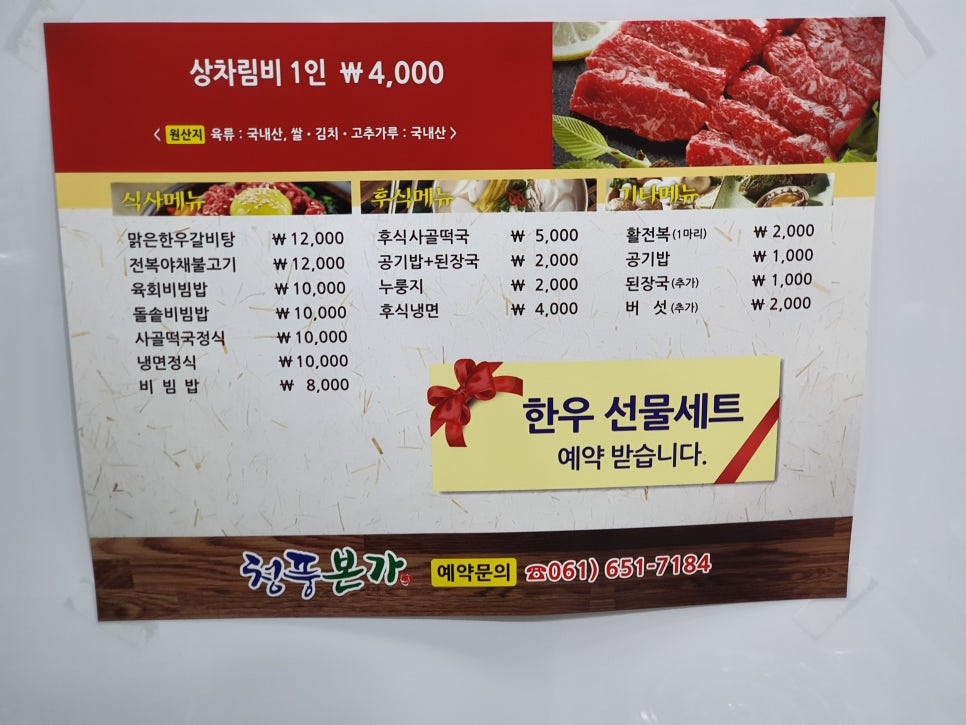 상차림비 1인 ₩4,000
< 원산지 육류 : 국내산, 쌀・김치・고추가루 : 국내산 >
식사메뉴
맑은한우갈비탕 ₩12,000
전복야채불고기 ₩12,000
육회비빔밥 ₩10,000
돌솥비빔밥 ₩10,000
사골떡국정식 ₩10,000
냉면정식 ₩10,000
비 빔 밥 ₩ 8,000
후식메뉴
후식사골떡국 ₩ 5,000
공기밥+된장국 ₩ 2,000
누룽지 ₩ 2,000
후식냉면 ₩ 4,000
기타메뉴
활전복(1마리) ₩ 2,000
공기밥 ₩ 1,000
된장국(추가) ₩ 1,000
버 섯(추가) ₩ 2,000
한우 선물세트
예약 받습니다.
청풍본가 예약문의 ☎061) 651-7184